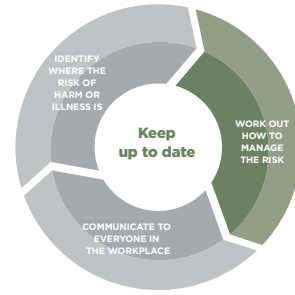 IDENTIFY
WHERE THE
RISK OF
HARM OR
ILLNESS IS
WORK OUT
HOW TO
MANAGE
THE RISK
Keep
up to date
COMMUNICATE TO
EVERYONE IN
THE WORKPLACE